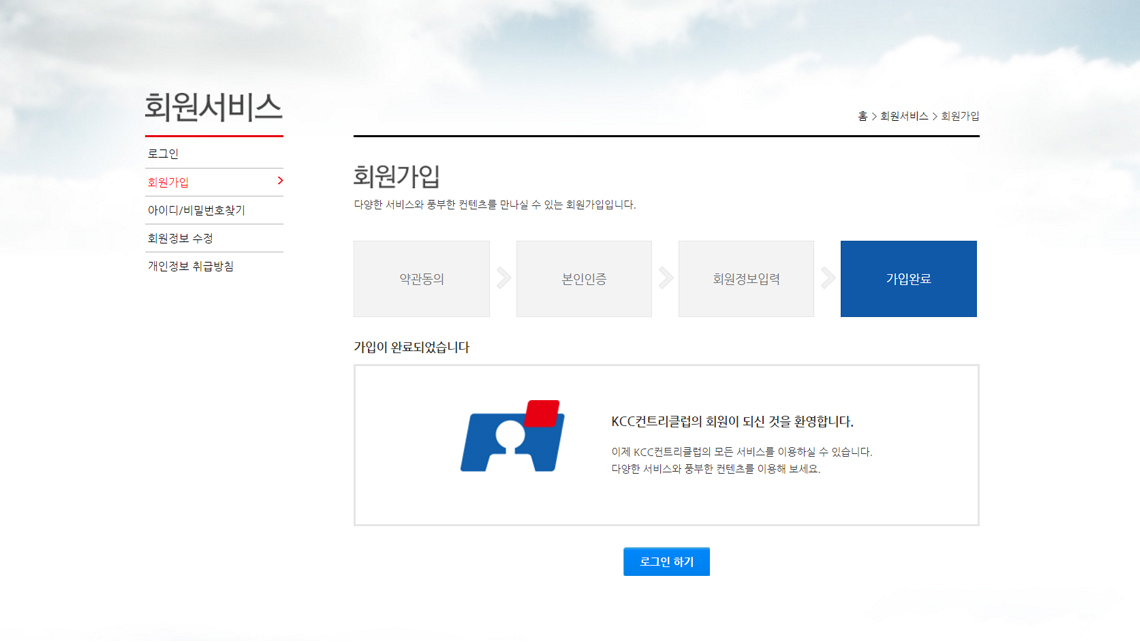 회원서비스
로그인
회원가입
아이디/비밀번호찾기
회원정보 수정
개인정보 취급방침
홈 > 회원서비스 > 회원가입
회원가입
다양한 서비스와 풍부한 컨텐츠를 만나실 수 있는 회원가입입니다.
약관동의
본인인증
회원정보입력
가입완료
가입이 완료되었습니다
KCC컨트리클럽의 회원이 되신 것을 환영합니다.
이제 KCC컨트리클럽의 모든 서비스를 이용하실 수 있습니다.
다양한 서비스와 풍부한 컨텐츠를 이용해 보세요.
로그인 하기